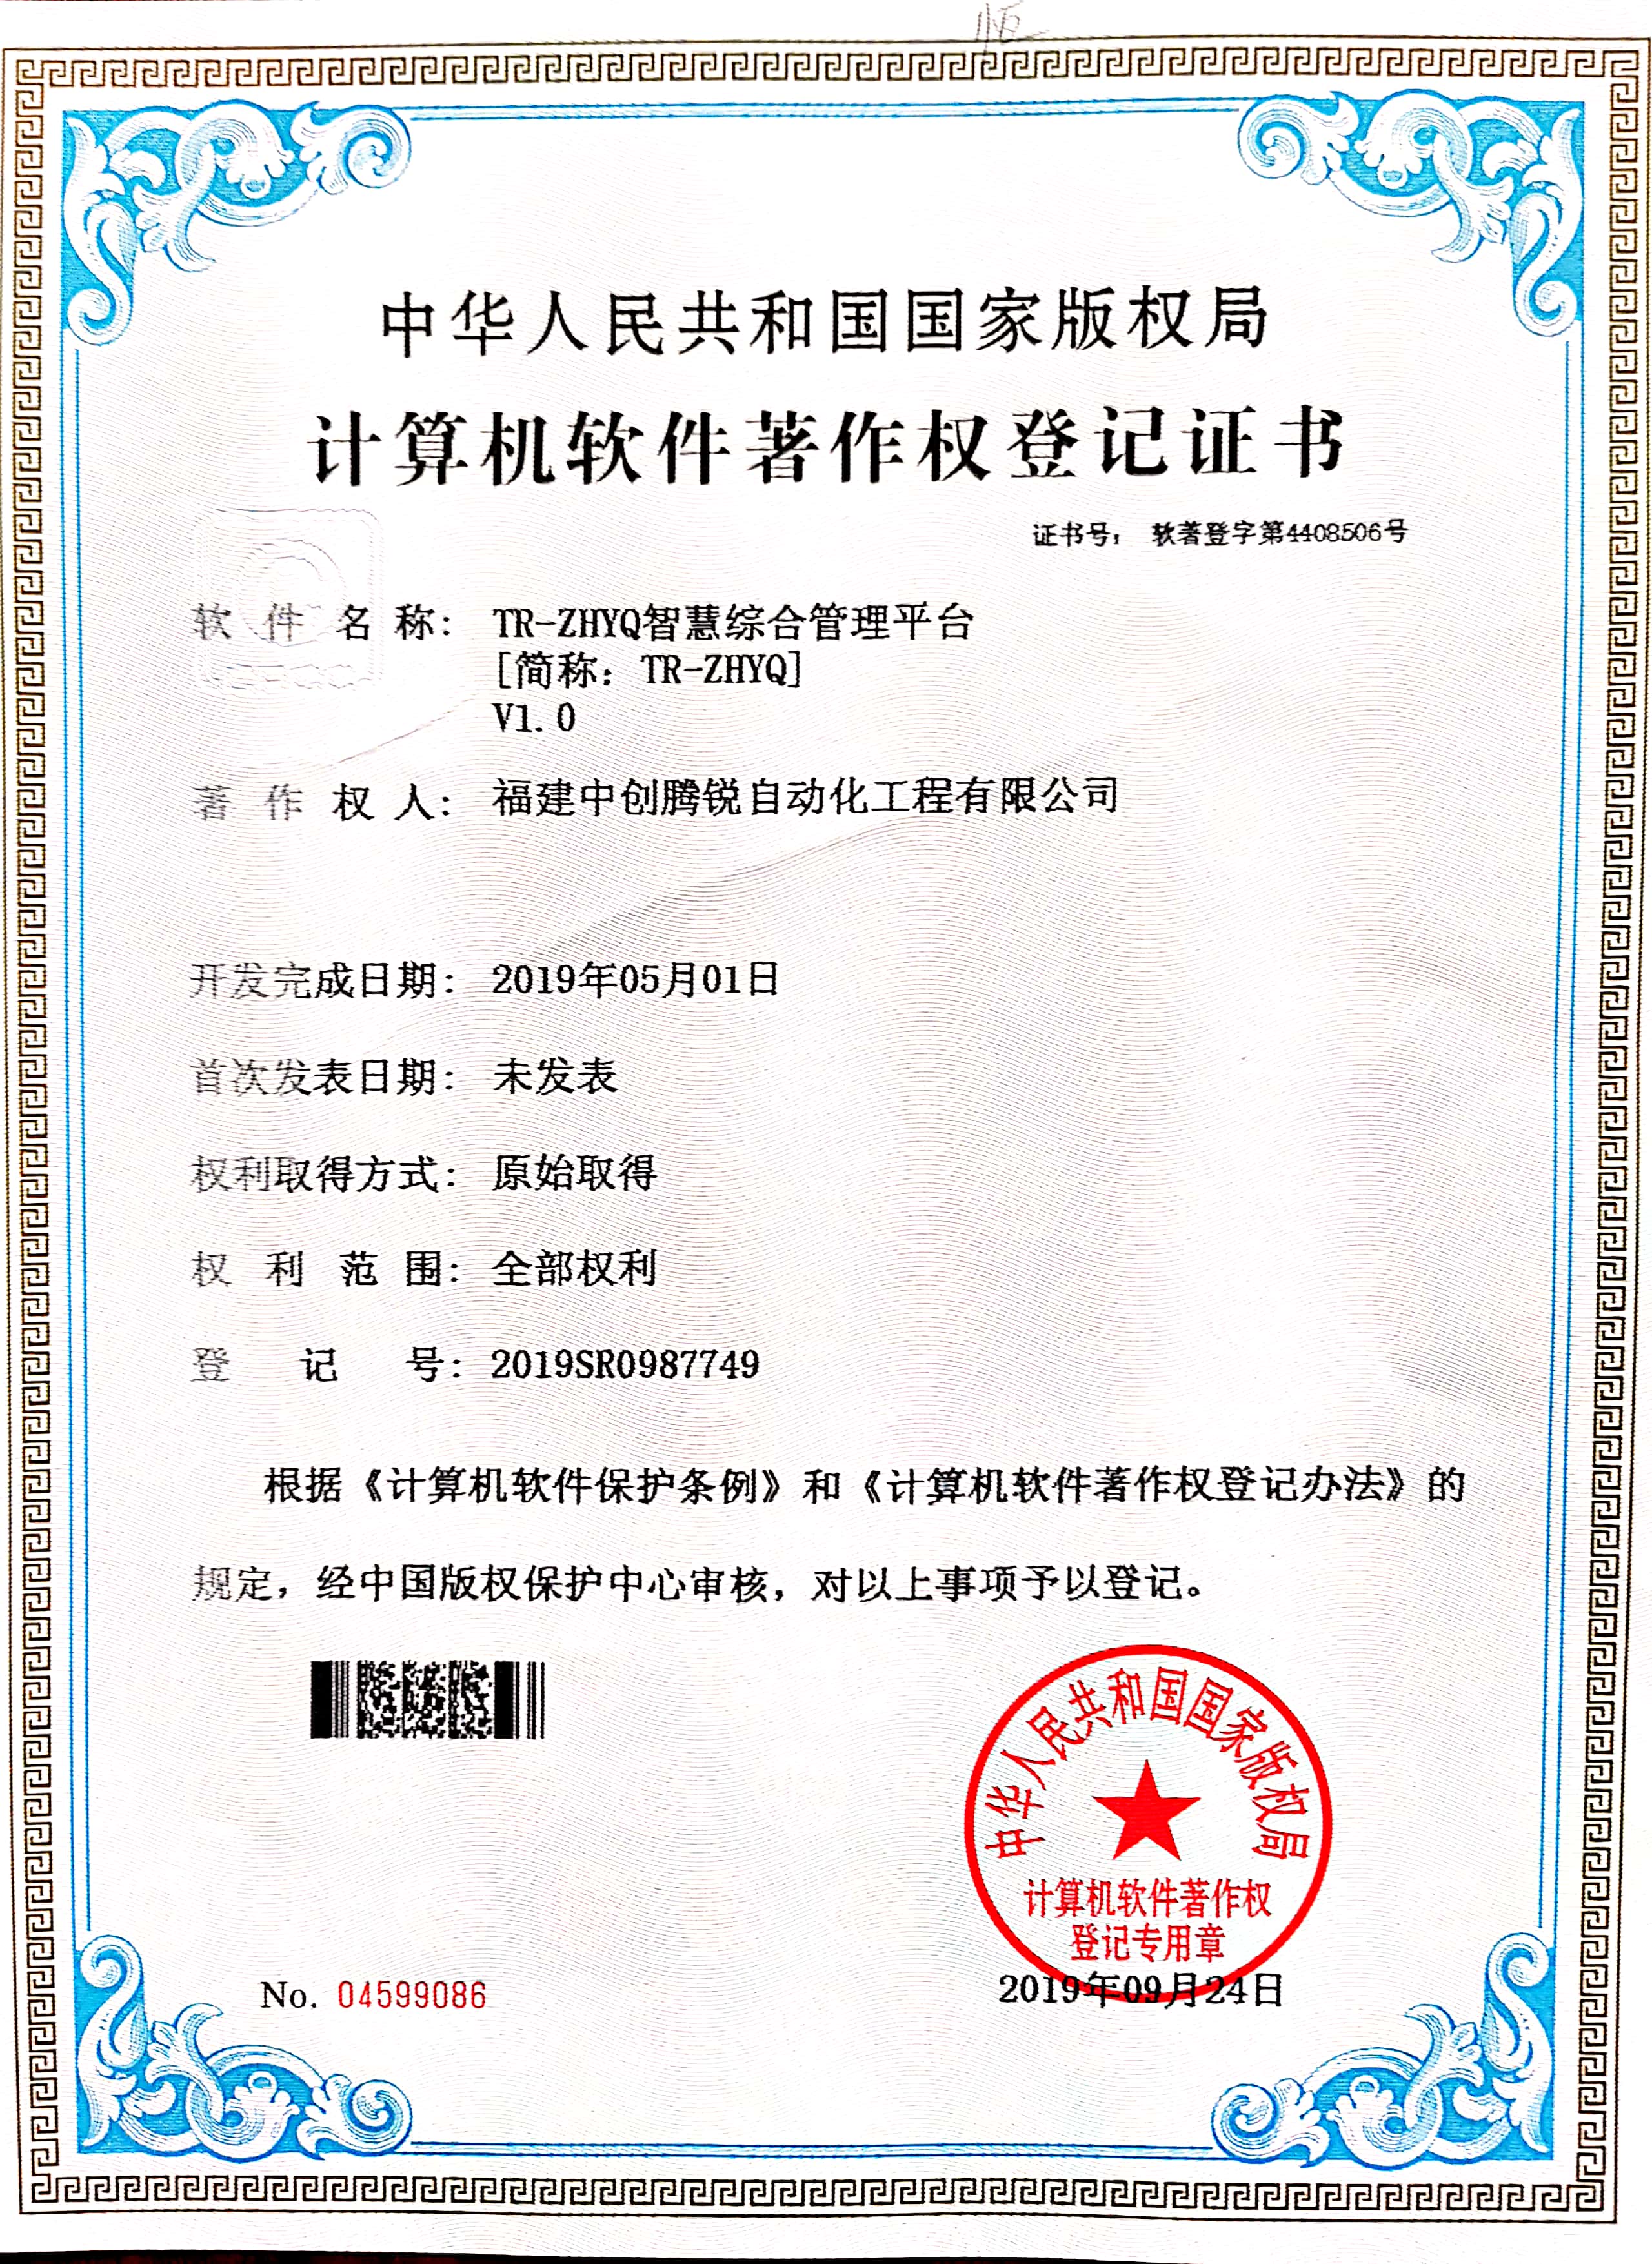 中华人民共和国国家版权局
计算机软件著作权登记证书
证书号： 软著登字第4408506号
软件名称： TR-ZHYQ智慧综合管理平台
[简称：TR-ZHYQ]
V1.0
著作权人： 福建中创腾锐自动化工程有限公司
开发完成日期： 2019年05月01日
首次发表日期： 未发表
权利取得方式： 原始取得
权利范围： 全部权利
登记号： 2019SR0987749
根据《计算机软件保护条例》和《计算机软件著作权登记办法》的
规定，经中国版权保护中心审核，对以上事项予以登记。
中华人民共和国国家版权局
计算机软件著作权
登记专用章
2019年09月24日
No. 04599086